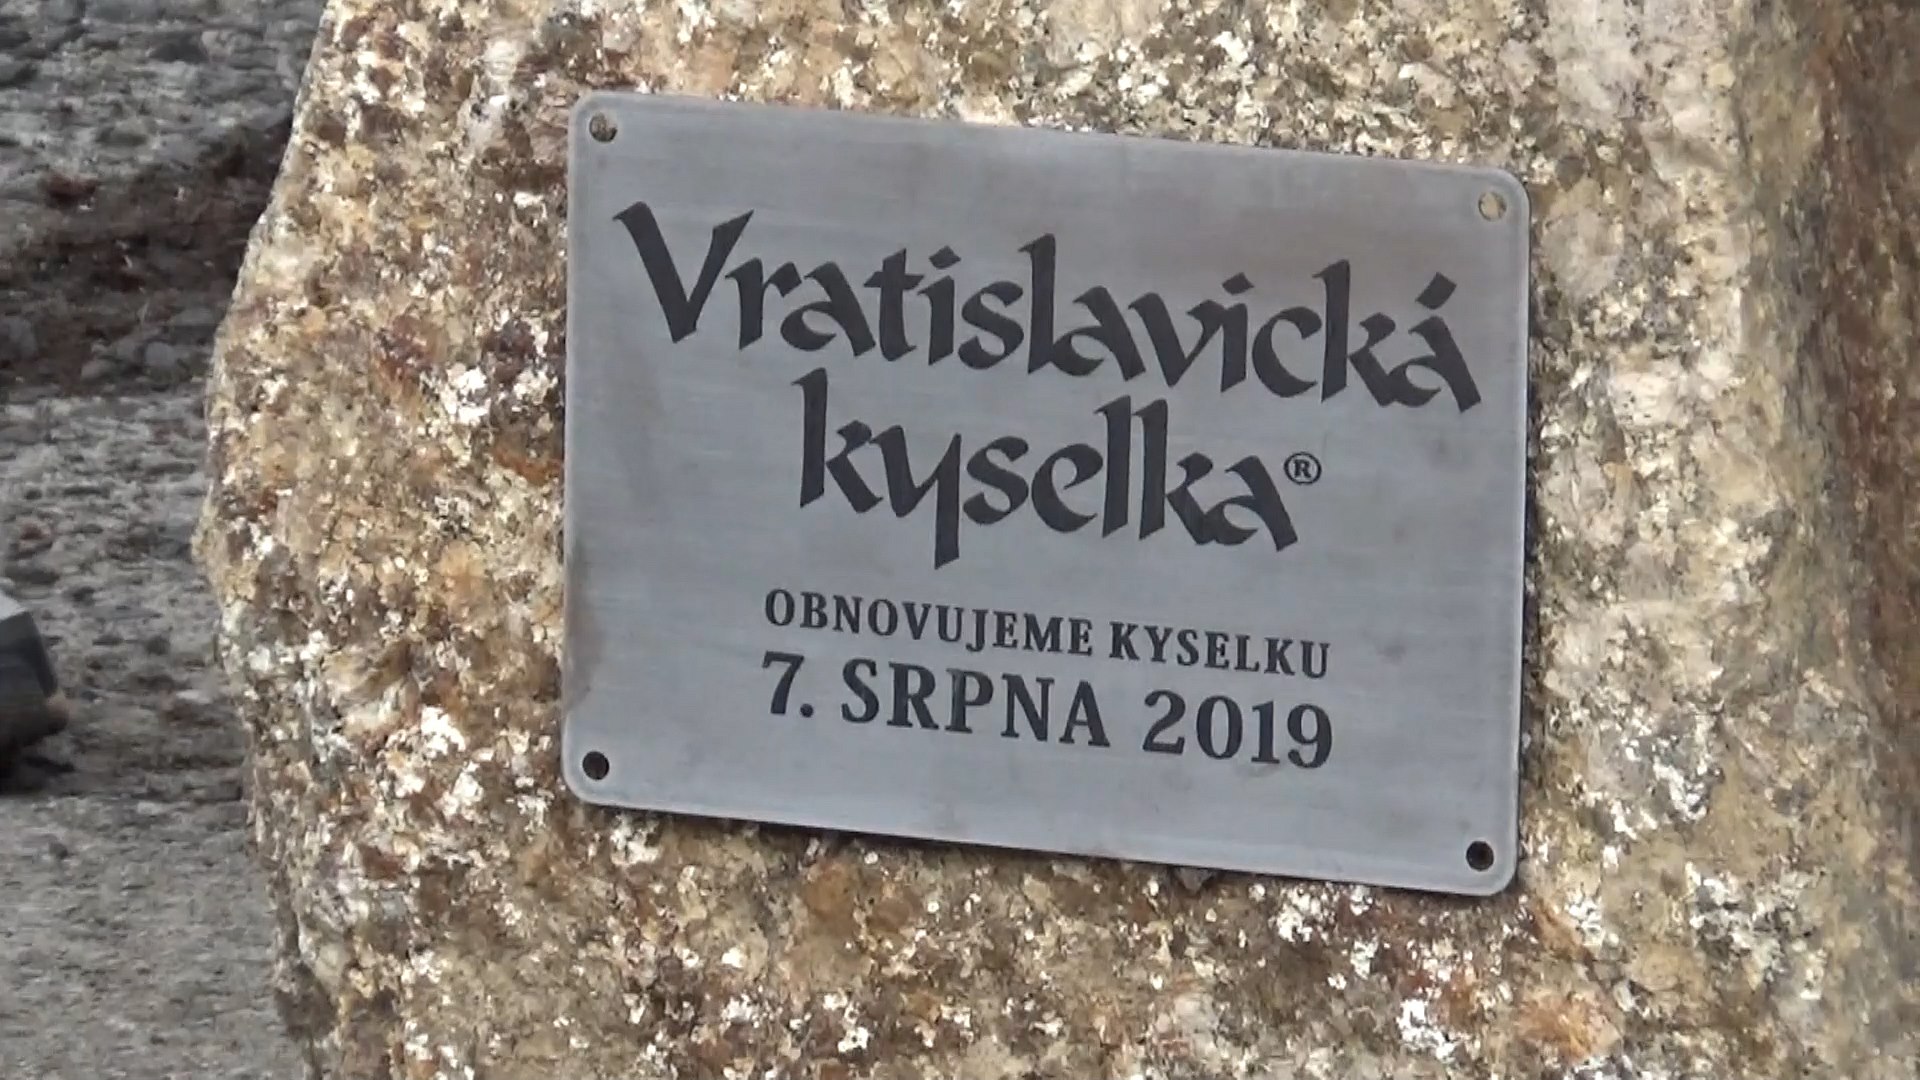 Vratislavická
kyselka®
OBNOVUJEME KYSELKU
7. SRPNA 2019